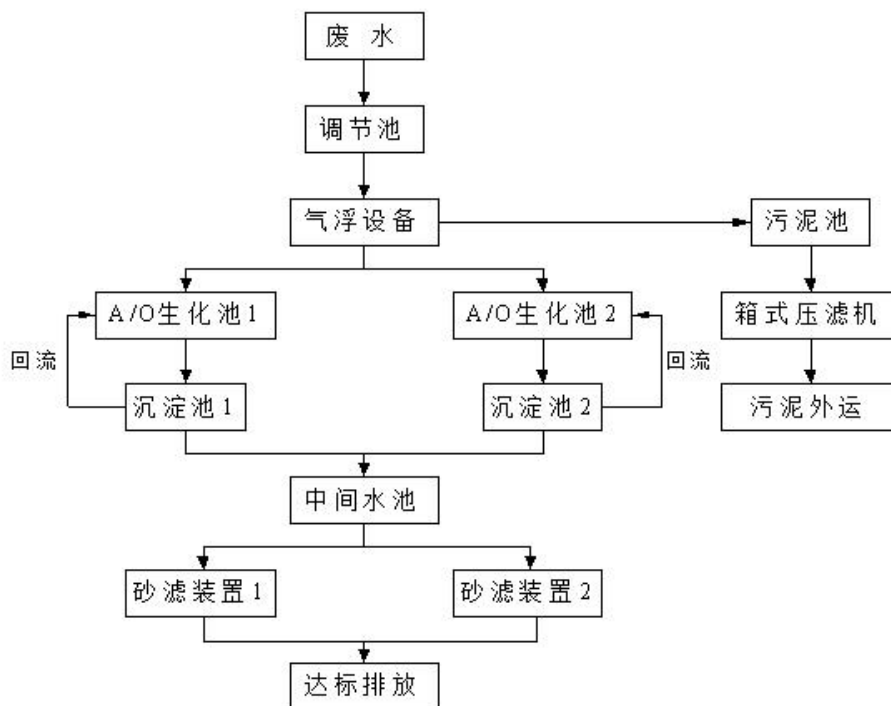 废 水
调节池
气浮设备
污泥池
A/O生化池1
A/O生化池2
箱式压滤机
回流
回流
沉淀池1
沉淀池2
污泥外运
中间水池
砂滤装置1
砂滤装置2
达标排放